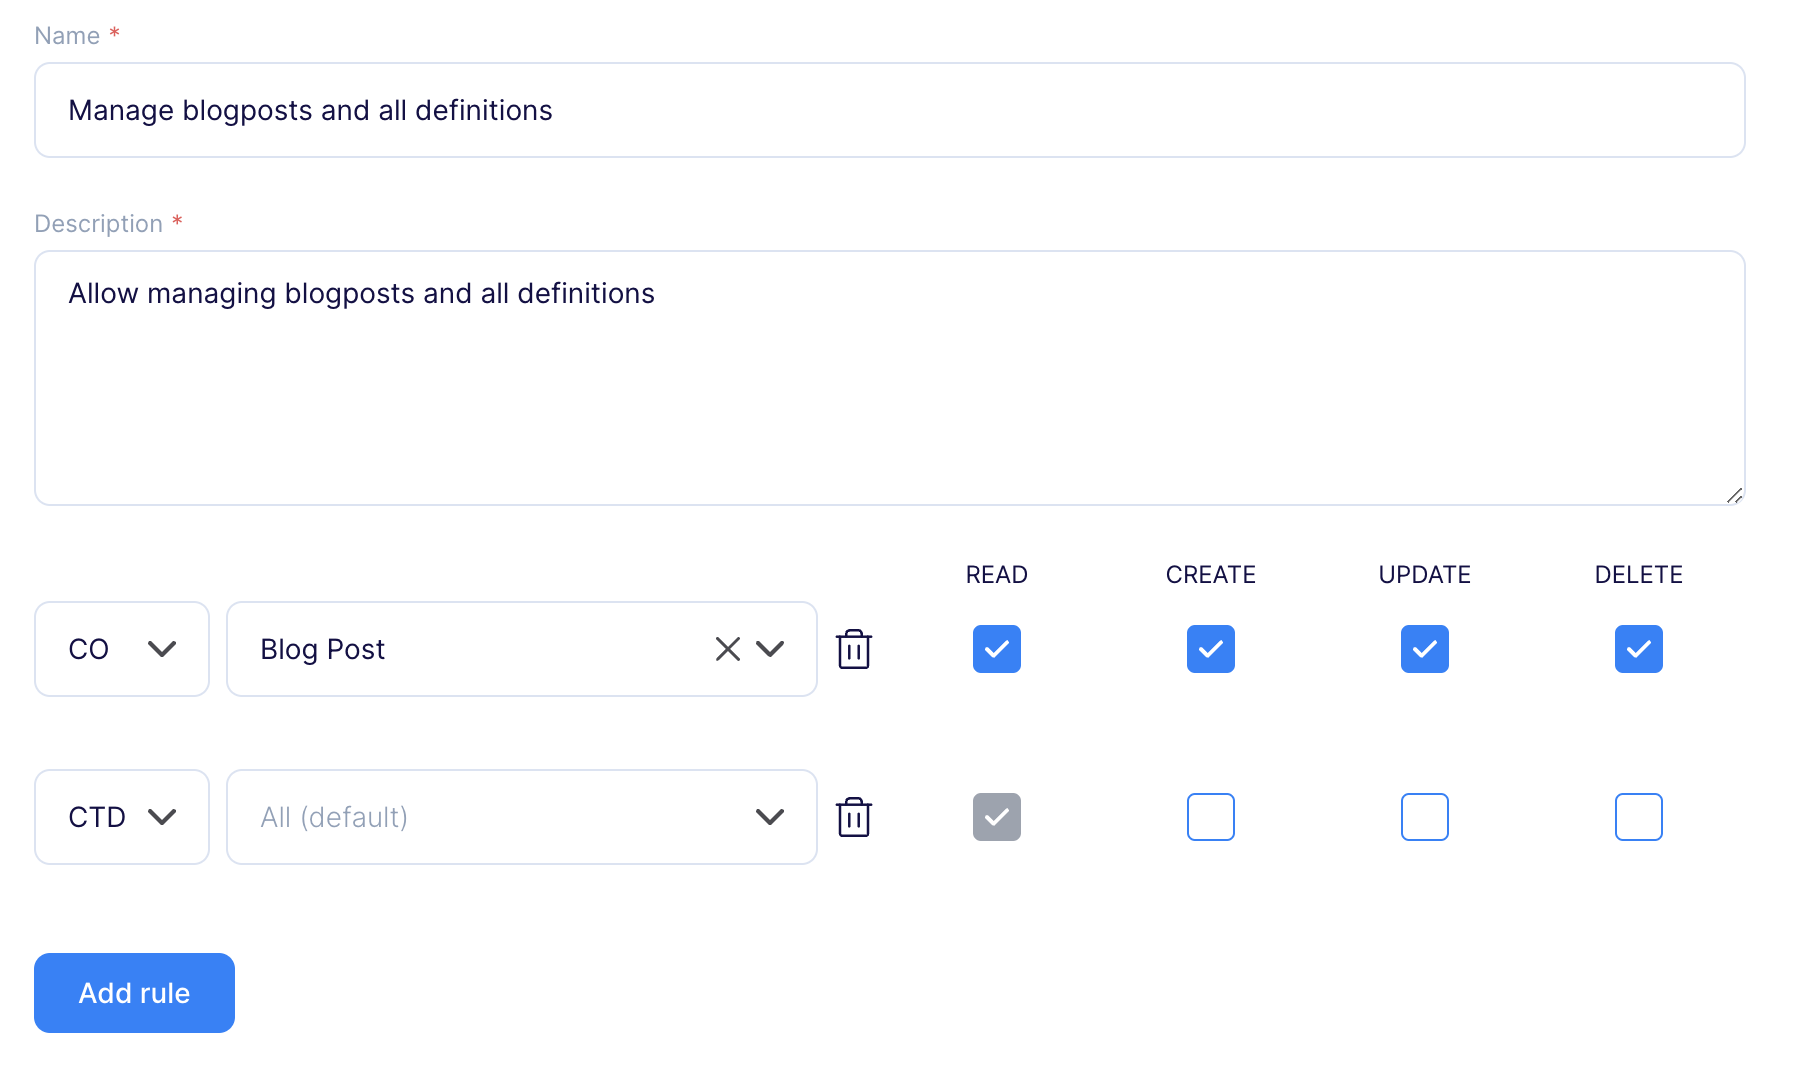 Name *
Manage blogposts and all definitions
Description *
Allow managing blogposts and all definitions
READ CREATE UPDATE DELETE
CO Blog Post
CTD All (default)
Add rule